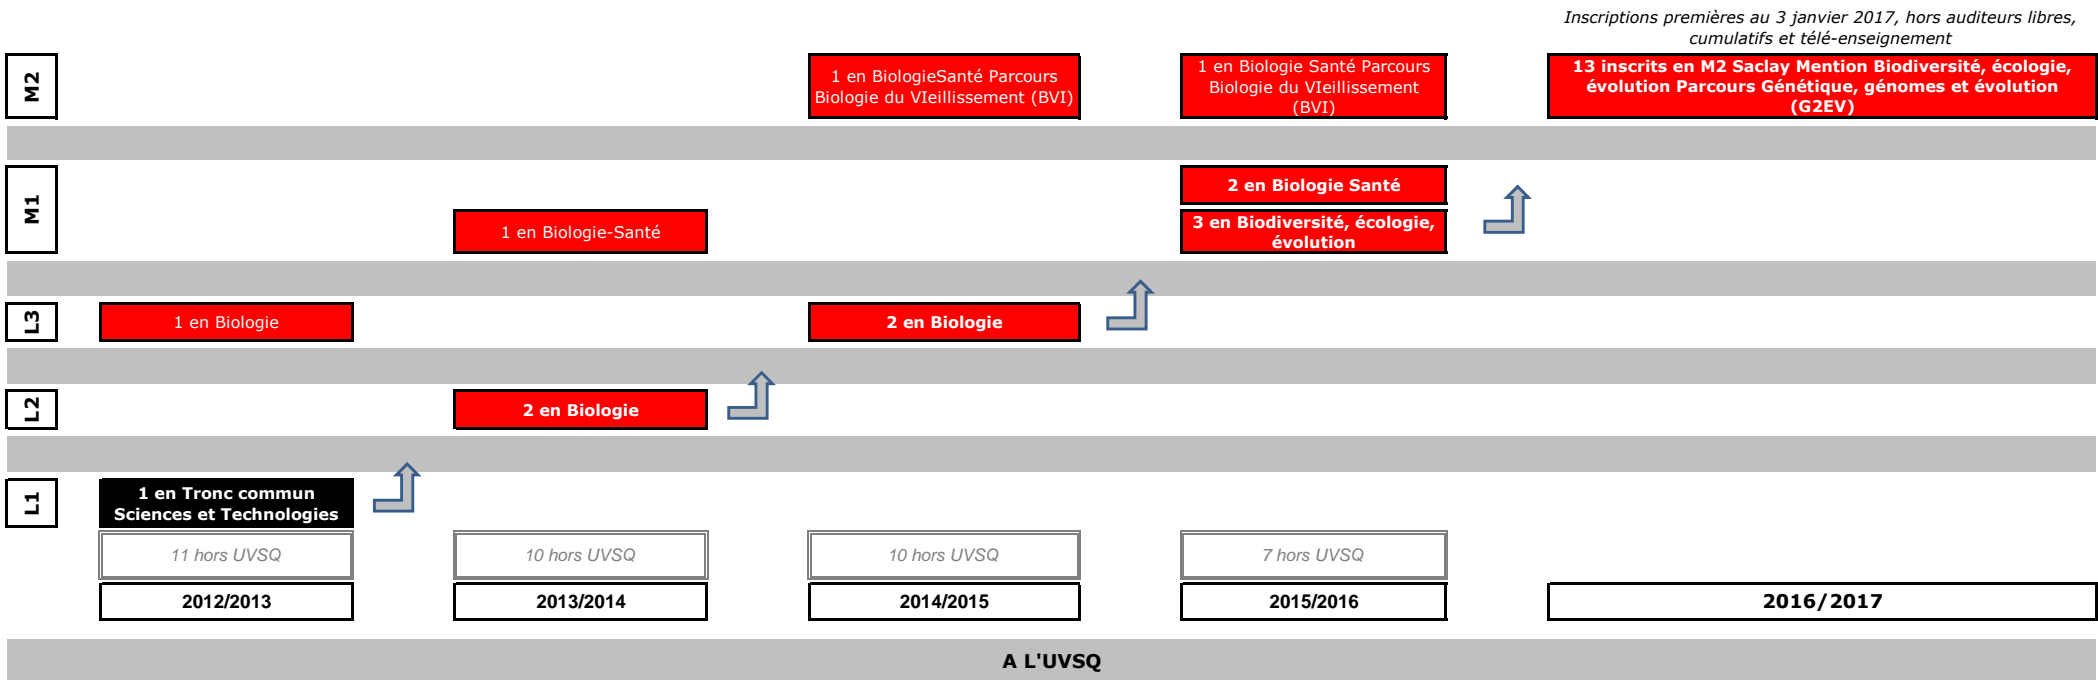 Inscriptions premières au 3 janvier 2017, hors auditeurs libres,
cumulatifs et télé-enseignement
M2
1 en BiologieSanté Parcours
Biologie du VIeillissement (BVI)
1 en Biologie Santé Parcours
Biologie du VIeillissement
(BVI)
13 inscrits en M2 Saclay Mention Biodiversité, écologie,
évolution Parcours Génétique, génomes et évolution
(G2EV)
M1
1 en Biologie-Santé
2 en Biologie Santé
3 en Biodiversité, écologie,
évolution
L3
1 en Biologie
2 en Biologie
L2
2 en Biologie
L1
1 en Tronc commun
Sciences et Technologies
11 hors UVSQ
10 hors UVSQ
10 hors UVSQ
7 hors UVSQ
2012/2013
2013/2014
2014/2015
2015/2016
2016/2017
A L'UVSQ